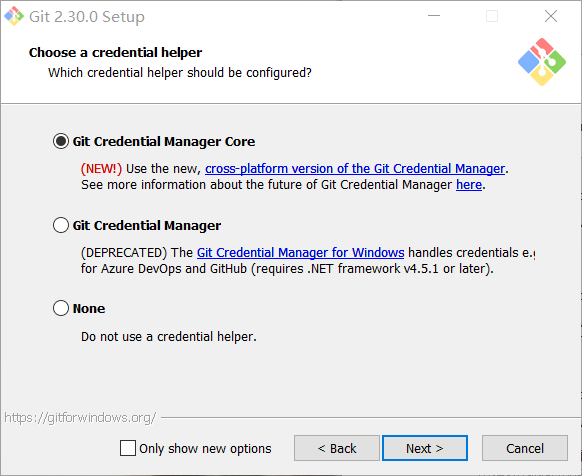 Git 2.30.0 Setup
Choose a credential helper
Which credential helper should be configured?
Git Credential Manager Core
(NEW!) Use the new, cross-platform version of the Git Credential Manager.
See more information about the future of Git Credential Manager here.
Git Credential Manager
(DEPRECATED) The Git Credential Manager for Windows handles credentials e.g
for Azure DevOps and GitHub (requires .NET framework v4.5.1 or later).
None
Do not use a credential helper.
https://gitforwindows.org/
Only show new options
< Back
Next >
Cancel